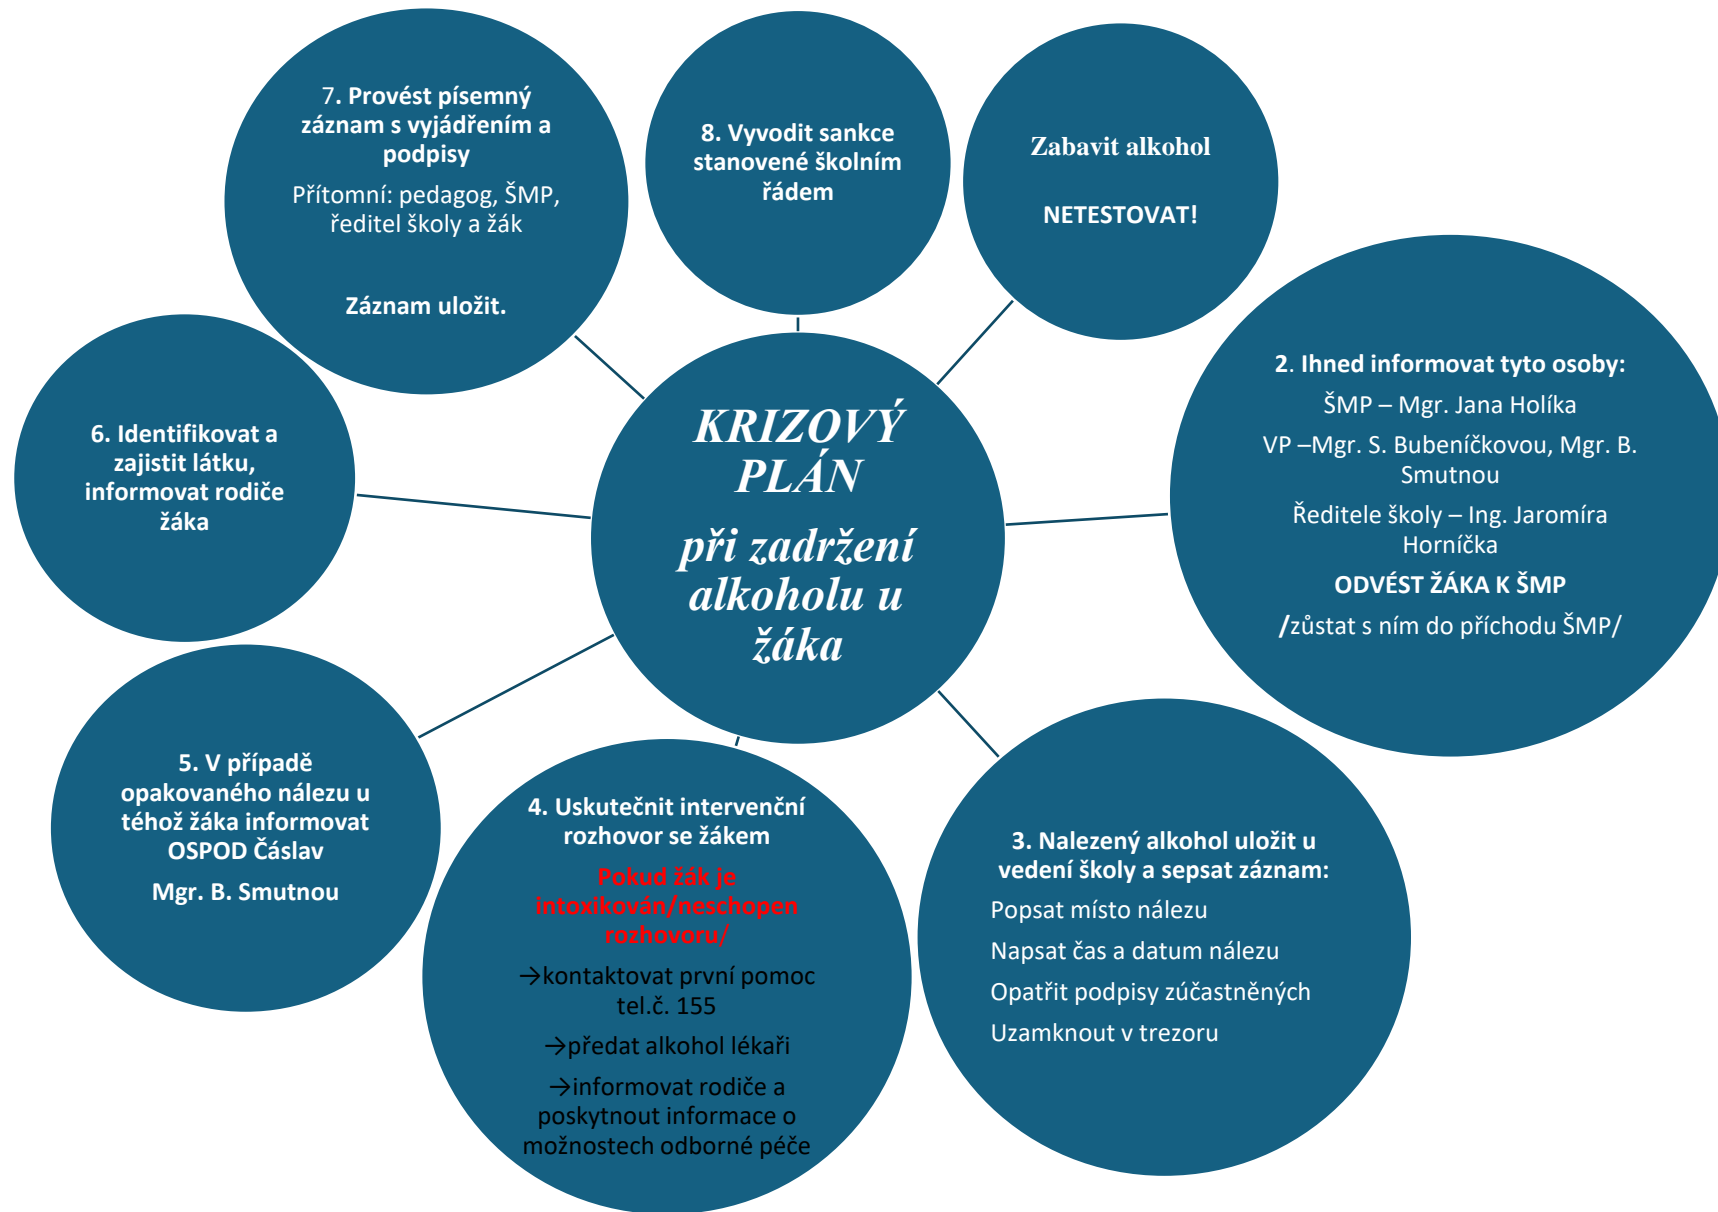 KRIZOVÝ
PLÁN
při zadržení
alkoholu u
žáka
Zabavit alkohol
NETESTOVAT!
2. Ihned informovat tyto osoby:
ŠMP – Mgr. Jana Holíka
VP –Mgr. S. Bubeníčkovou, Mgr. B.
Smutnou
Ředitele školy – Ing. Jaromíra
Horníčka
ODVÉST ŽÁKA K ŠMP
/zůstat s ním do příchodu ŠMP/
3. Nalezený alkohol uložit u
vedení školy a sepsat záznam:
Popsat místo nálezu
Napsat čas a datum nálezu
Opatřit podpisy zúčastněných
Uzamknout v trezoru
4. Uskutečnit intervenční
rozhovor se žákem
Pokud žák je
intoxikován/neschopen
rozhovoru/
→kontaktovat první pomoc
tel.č. 155
→předat alkohol lékaři
→informovat rodiče a
poskytnout informace o
možnostech odborné péče
5. V případě
opakovaného nálezu u
téhož žáka informovat
OSPOD Čáslav
Mgr. B. Smutnou
6. Identifikovat a
zajistit látku,
informovat rodiče
žáka
7. Provést písemný
záznam s vyjádřením a
podpisy
Přítomní: pedagog, ŠMP,
ředitel školy a žák
Záznam uložit.
8. Vyvodit sankce
stanovené školním
řádem